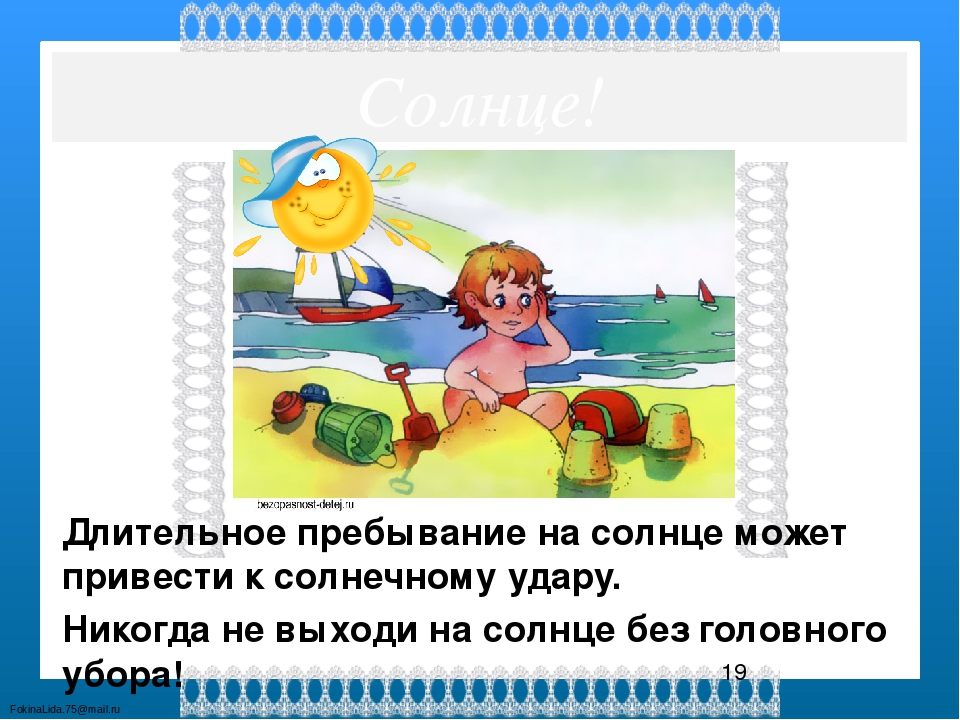 Солнце!
bezopasnost-detej.ru
Длительное пребывание на солнце может
привести к солнечному удару.
Никогда не выходи на солнце без головного
убора!
19
FokinaLida.75@mail.ru